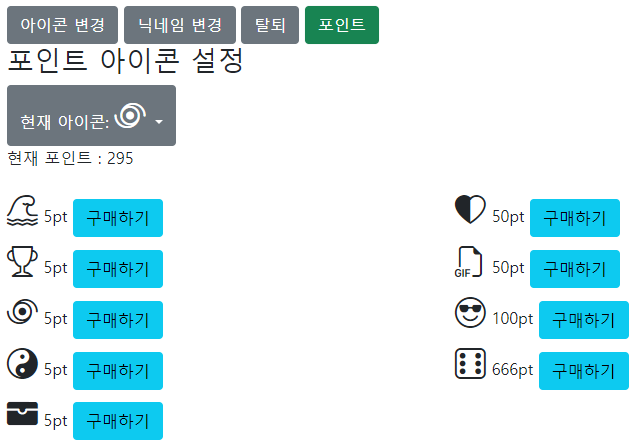 아이콘 변경 닉네임 변경 탈퇴 포인트
포인트 아이콘 설정
현재 아이콘:
현재 포인트 : 295
5pt 구매하기 50pt 구매하기
5pt 구매하기 GIF 50pt 구매하기
5pt 구매하기 100pt 구매하기
5pt 구매하기 666pt 구매하기
5pt 구매하기